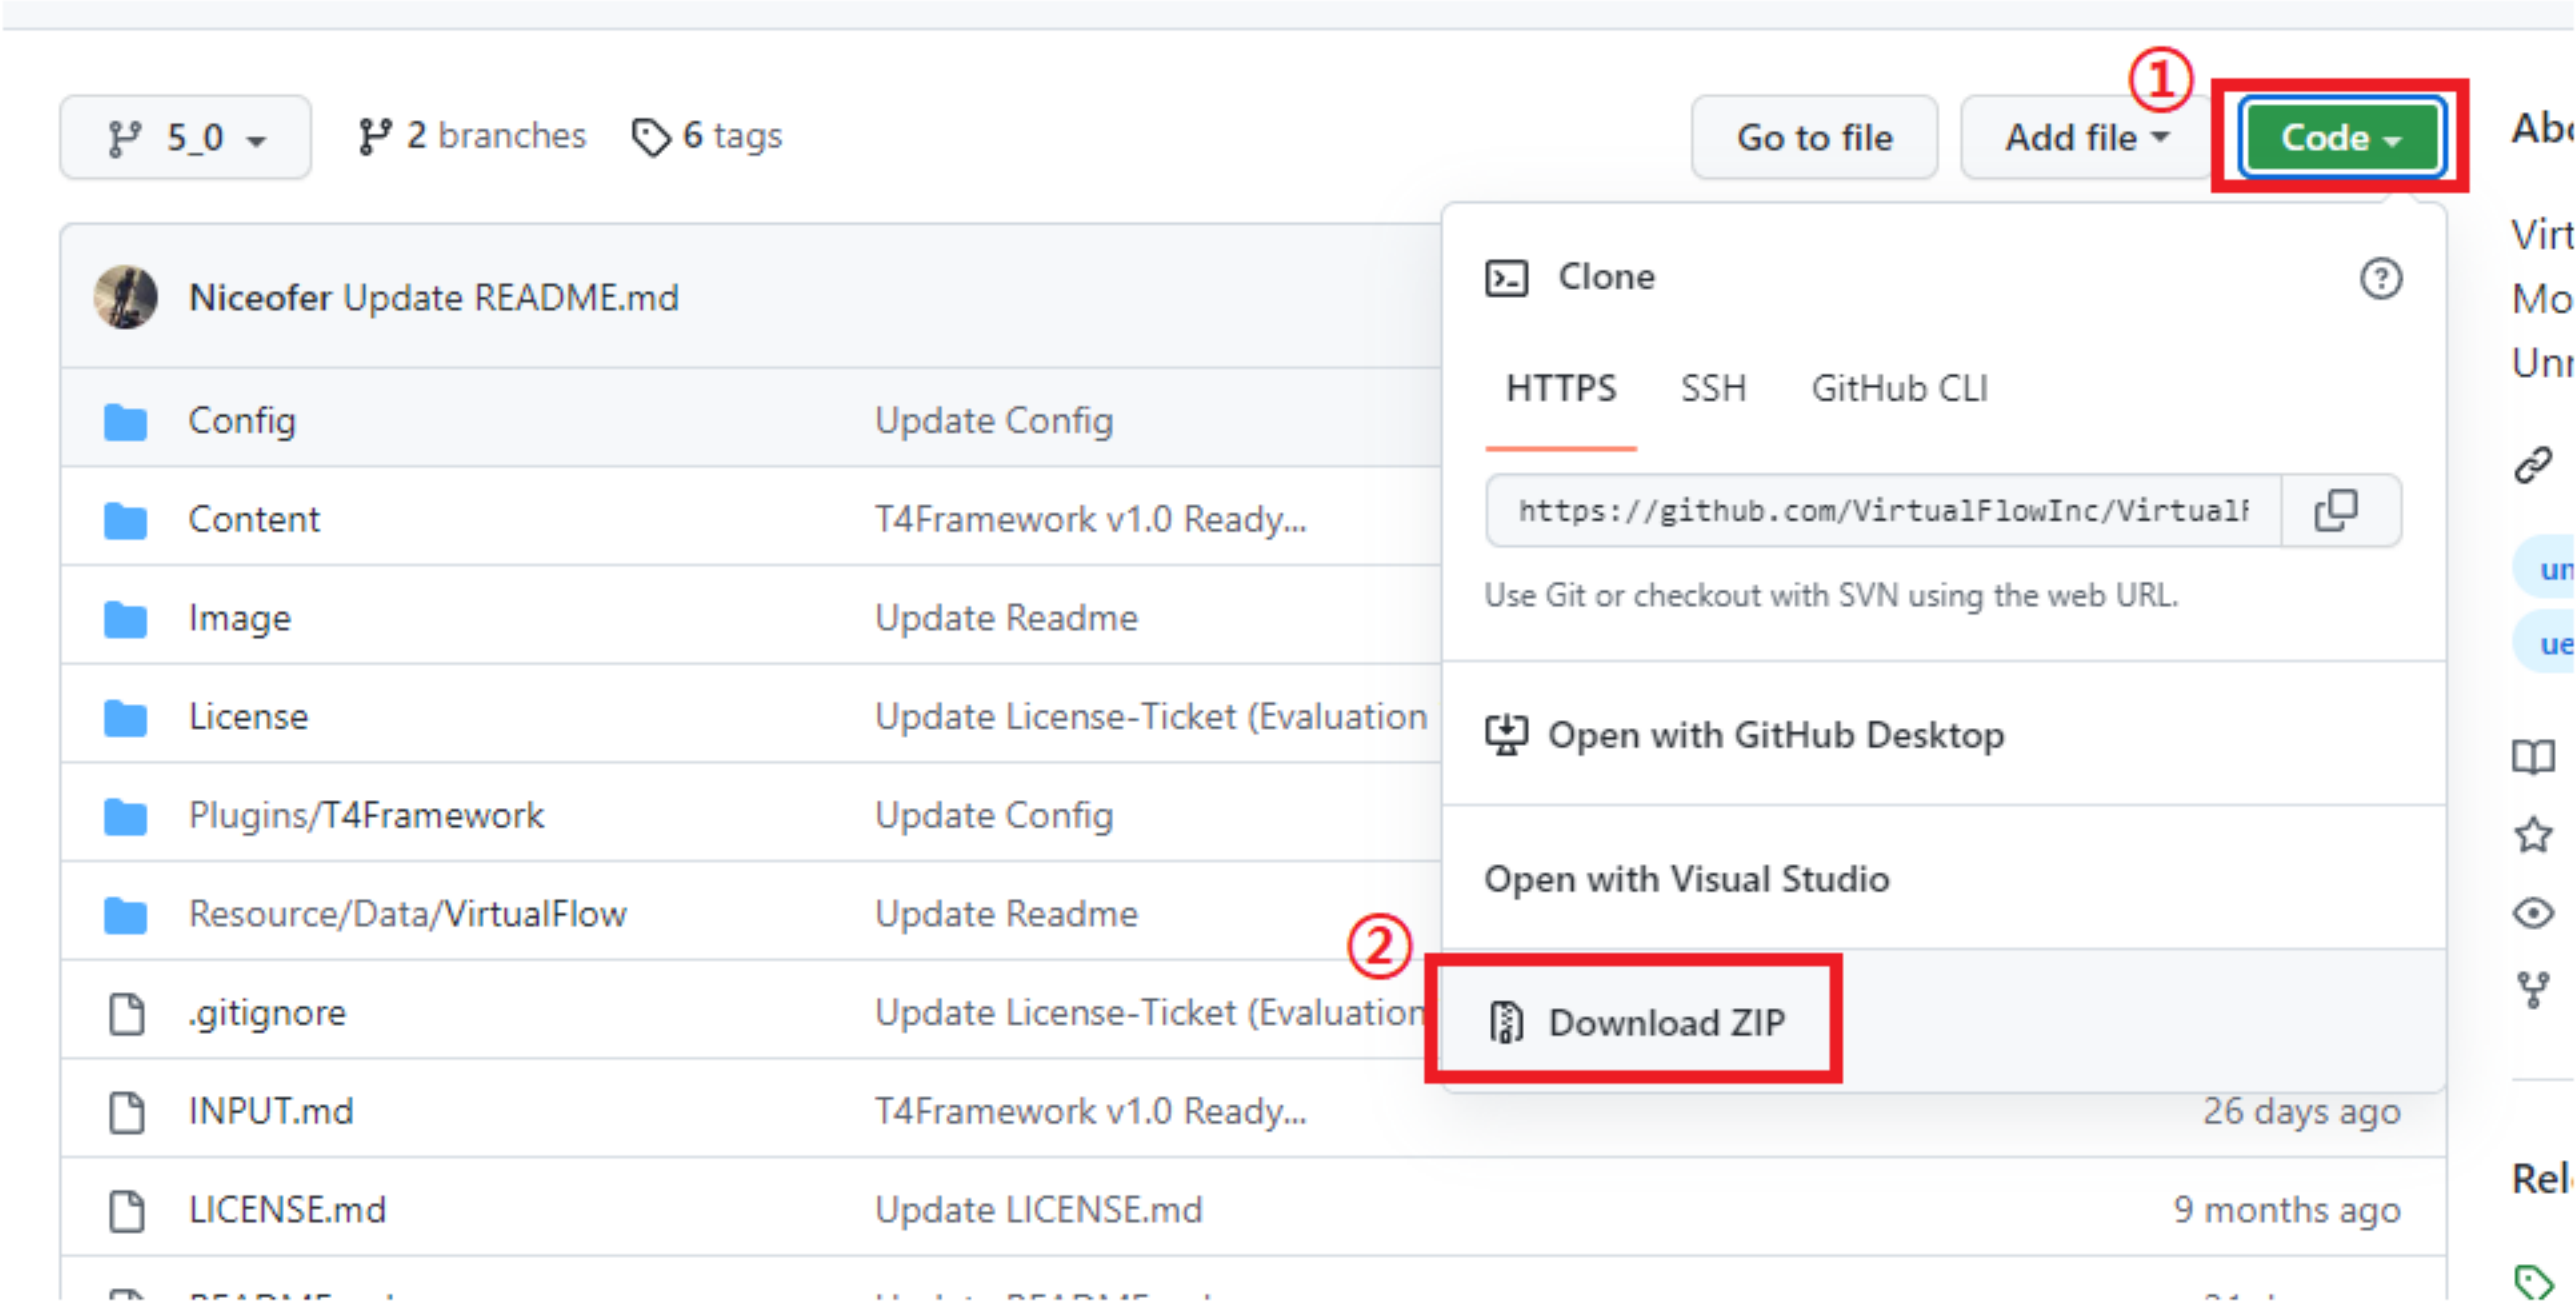 ①
5_0 2 branches 6 tags Go to file Add file Code
Niceofer Update README.md
Config Update Config
Content T4Framework v1.0 Ready...
Image Update Readme
License Update License-Ticket (Evaluation
Plugins/T4Framework Update Config
Resource/Data/VirtualFlow Update Readme
.gitignore Update License-Ticket (Evaluation
INPUT.md T4Framework v1.0 Ready... 26 days ago
LICENSE.md Update LICENSE.md 9 months ago
Clone
HTTPS SSH GitHub CLI
https://github.com/VirtualFlowInc/Virtual
Use Git or checkout with SVN using the web URL.
Open with GitHub Desktop
Open with Visual Studio
②
Download ZIP